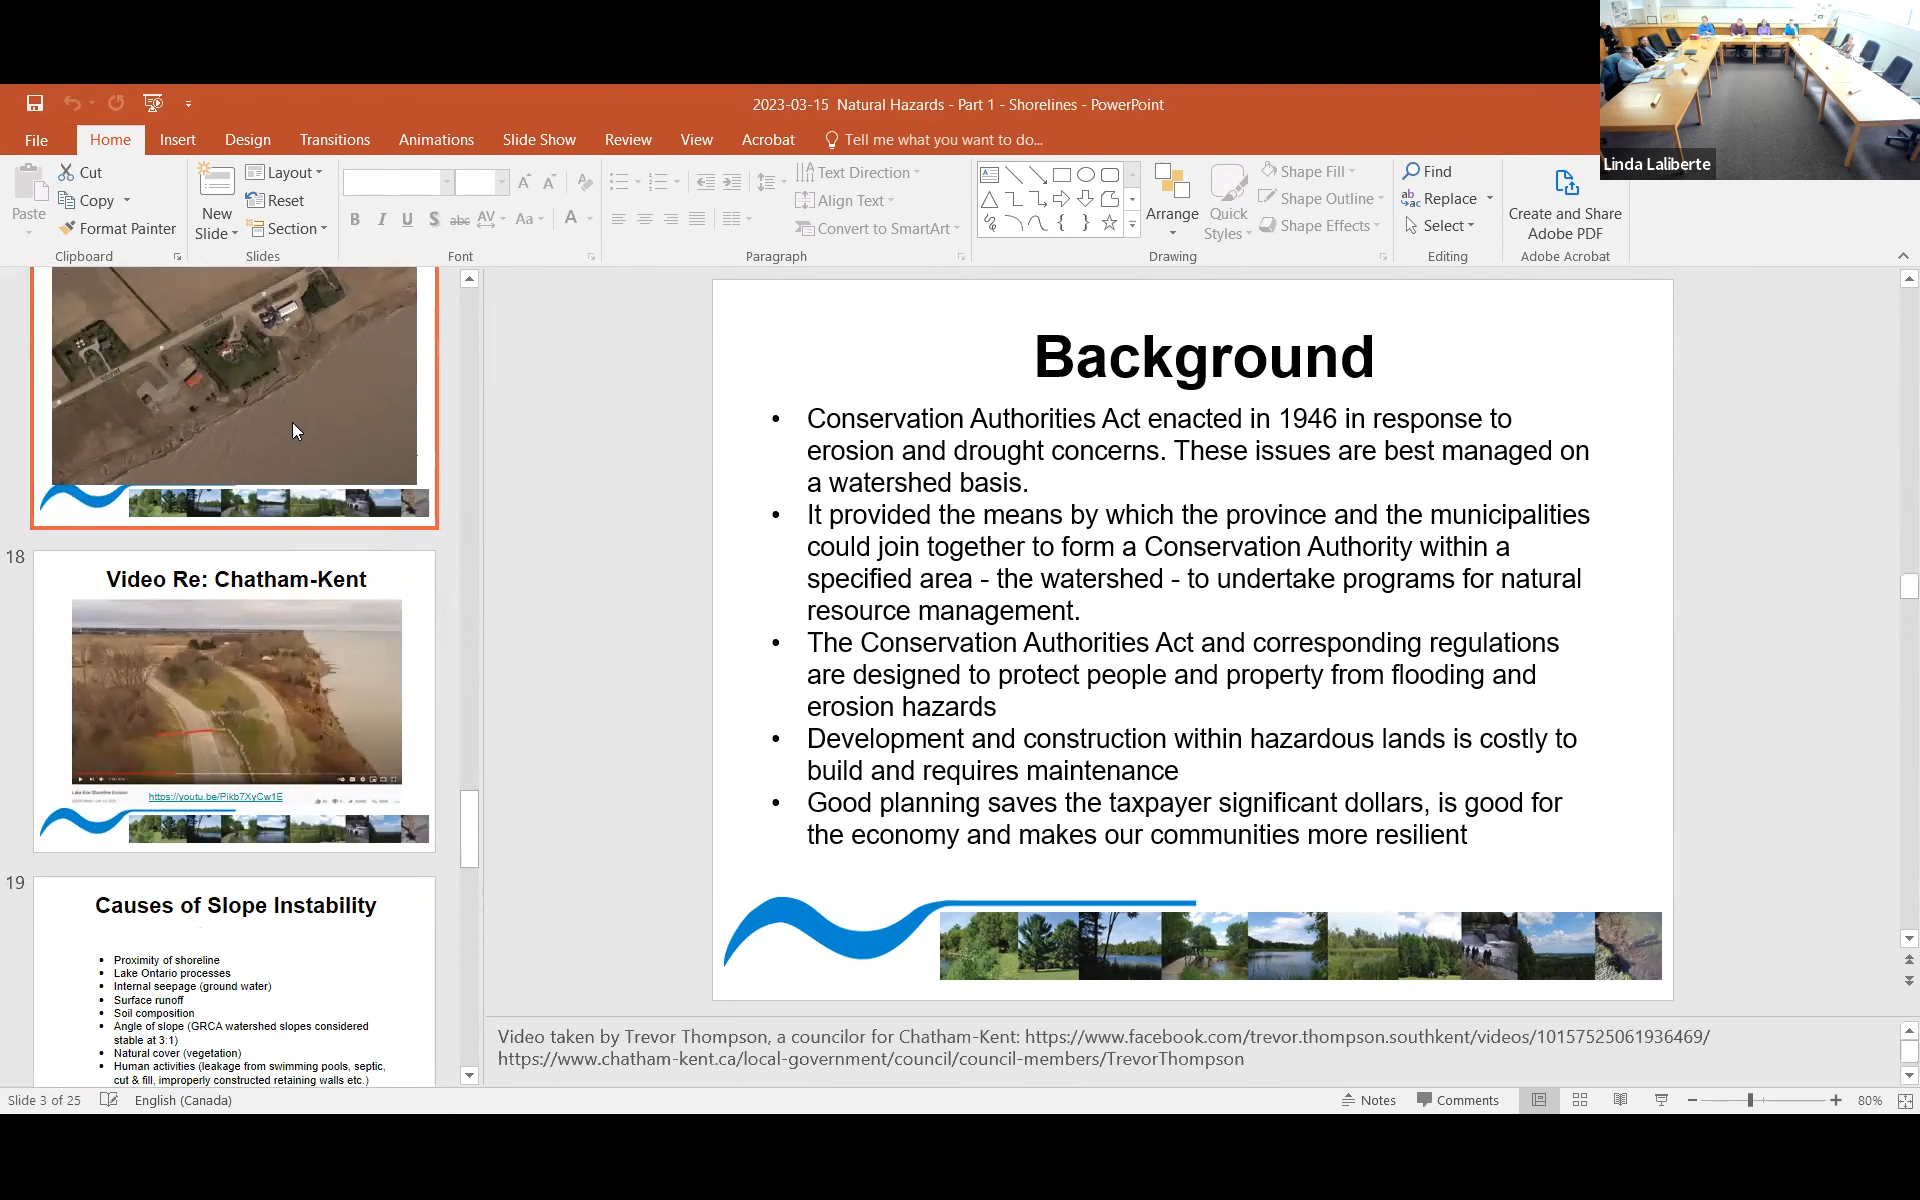 2023-03-15 Natural Hazards - Part 1 - Shorelines - PowerPoint
Linda Laliberte
File Home Insert Design Transitions Animations Slide Show Review View Acrobat Tell me what you want to do...
Paste
Cut
Copy
Format Painter
Clipboard
New Slide
Layout
Reset
Section
Slides
B I U S abc AV Aa A
Font
Text Direction
Align Text
Convert to SmartArt
Paragraph
Arrange
Quick Styles
Shape Fill
Shape Outline
Shape Effects
Drawing
Find
Replace
Select
Editing
Create and Share
Adobe PDF
Adobe Acrobat
18
Video Re: Chatham-Kent
https://youtu.be/Pikb7XyCw1E
19
Causes of Slope Instability
• Proximity of shoreline
• Lake Ontario processes
• Internal seepage (ground water)
• Surface runoff
• Soil composition
• Angle of slope (GRCA watershed slopes considered
stable at 3:1)
• Natural cover (vegetation)
• Human activities (leakage from swimming pools, septic,
cut & fill, improperly constructed retaining walls etc.)
Background
• Conservation Authorities Act enacted in 1946 in response to
erosion and drought concerns. These issues are best managed on
a watershed basis.
• It provided the means by which the province and the municipalities
could join together to form a Conservation Authority within a
specified area - the watershed - to undertake programs for natural
resource management.
• The Conservation Authorities Act and corresponding regulations
are designed to protect people and property from flooding and
erosion hazards
• Development and construction within hazardous lands is costly to
build and requires maintenance
• Good planning saves the taxpayer significant dollars, is good for
the economy and makes our communities more resilient
Video taken by Trevor Thompson, a councilor for Chatham-Kent: https://www.facebook.com/trevor.thompson.southkent/videos/10157525061936469/
https://www.chatham-kent.ca/local-government/council/council-members/TrevorThompson
Slide 3 of 25 English (Canada) Notes Comments 80%